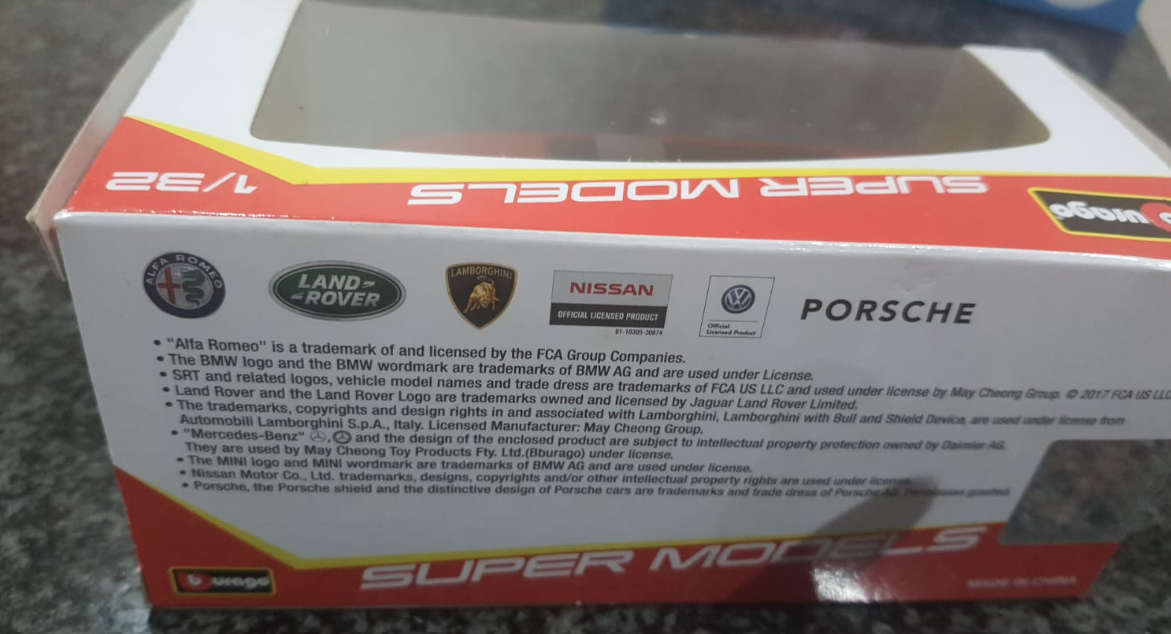 1/32
SUPER MODELS
burago
ALFA ROMEO
LAND
ROVER
LAMBORGHINI
NISSAN
OFFICIAL LICENSED PRODUCT
Official
Licensed Product
PORSCHE
• "Alfa Romeo" is a trademark of and licensed by the FCA Group Companies.
• The BMW logo and the BMW wordmark are trademarks of BMW AG and are used under License.
• SRT and related logos, vehicle model names and trade dress are trademarks of FCA US LLC and used under license by May Cheong Group. © 2017 FCA US LLC
• Land Rover and the Land Rover Logo are trademarks owned and licensed by Jaguar Land Rover Limited.
• The trademarks, copyrights and design rights in and associated with Lamborghini, Lamborghini with Bull and Shield Device, are used under license from
Automobili Lamborghini S.p.A., Italy. Licensed Manufacturer: May Cheong Group.
• "Mercedes-Benz" , and the design of the enclosed product are subject to intellectual property protection owned by Daimler AG.
They are used by May Cheong Toy Products Fty. Ltd.(Bburago) under license.
• The MINI logo and MINI wordmark are trademarks of BMW AG and are used under license.
• Nissan Motor Co., Ltd. trademarks, designs, copyrights and/or other intellectual property rights are used under license.
• Porsche, the Porsche shield and the distinctive design of Porsche cars are trademarks and trade dress of Porsche AG. Permission granted.
burago
SUPER MODELS
MADE IN CHINA